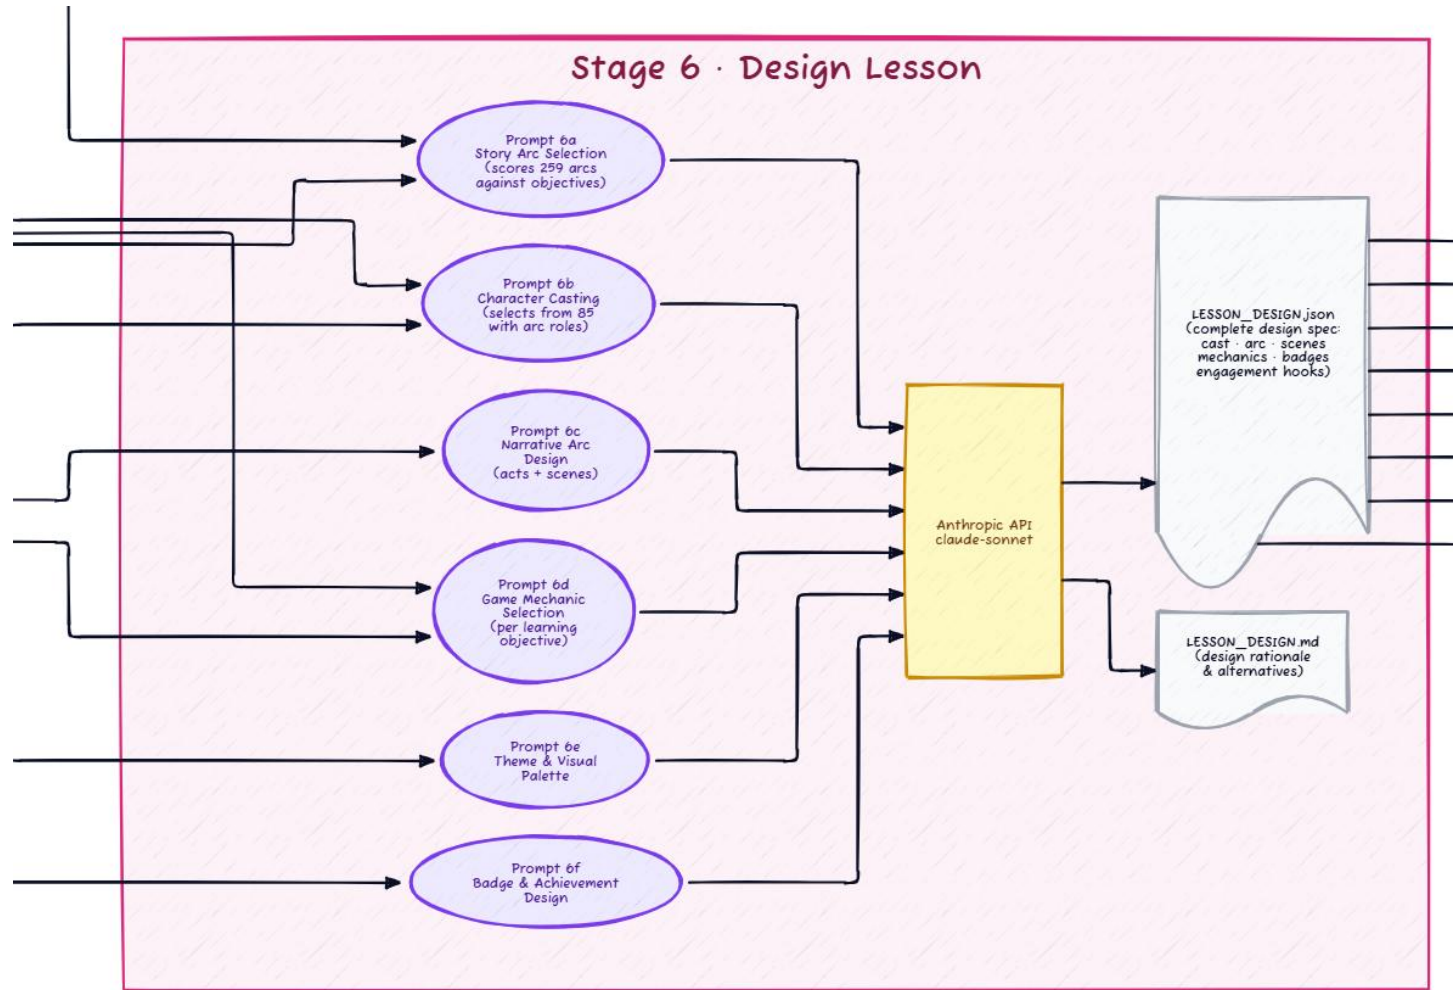 Stage 6 · Design Lesson
Prompt 6a
Story Arc Selection
(scores 259 arcs
against objectives)
Prompt 6b
Character Casting
(selects from 85
with arc roles)
Prompt 6c
Narrative Arc
Design
(acts + scenes)
Prompt 6d
Game Mechanic
Selection
(per learning
objective)
Prompt 6e
Theme & Visual
Palette
Prompt 6f
Badge & Achievement
Design
Anthropic API
claude-sonnet
LESSON_DESIGN.json
(complete design spec:
cast · arc · scenes
mechanics · badges
engagement hooks)
LESSON_DESIGN.md
(design rationale
& alternatives)